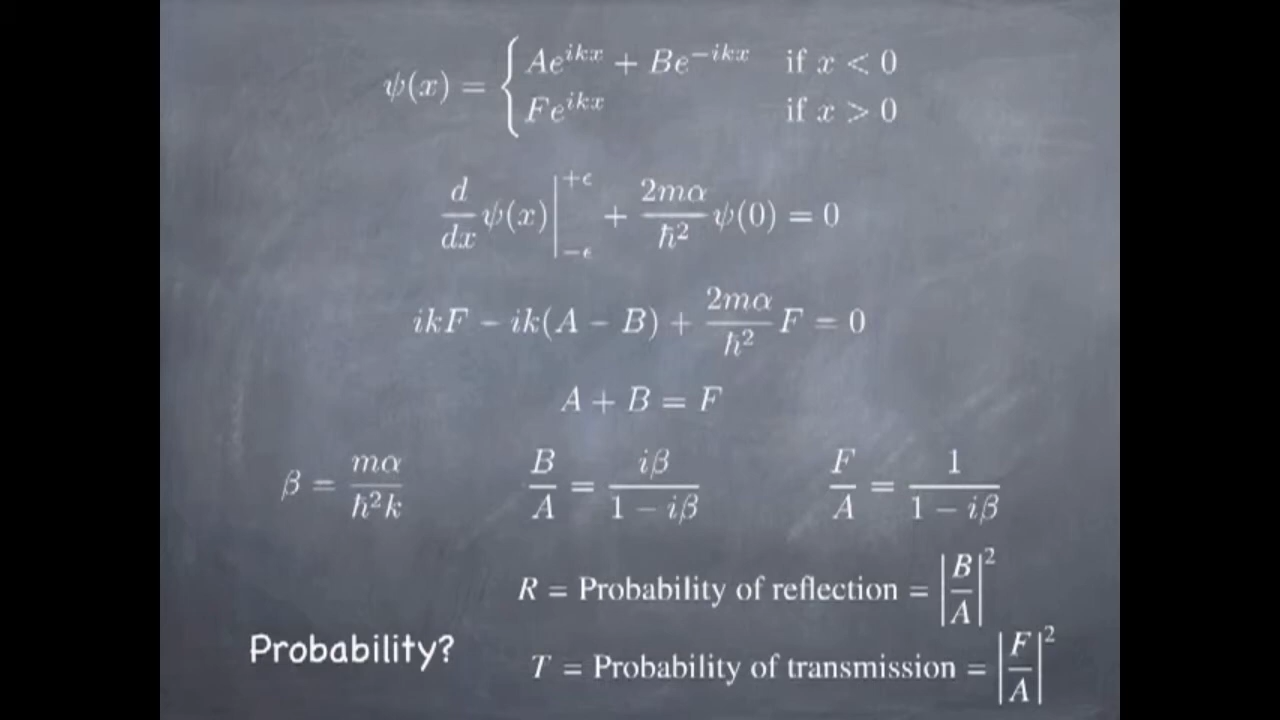 ψ(x) = { Ae^{ikx} + Be^{−ikx} if x < 0
Fe^{ikx} if x > 0
d/dx ψ(x)|_{−ϵ}^{+ϵ} + 2mα/ℏ² ψ(0) = 0
ikF − ik(A − B) + 2mα/ℏ² F = 0
A + B = F
β = mα/ℏ²k B/A = iβ/(1 − iβ) F/A = 1/(1 − iβ)
R = Probability of reflection = |B/A|²
Probability?
T = Probability of transmission = |F/A|²